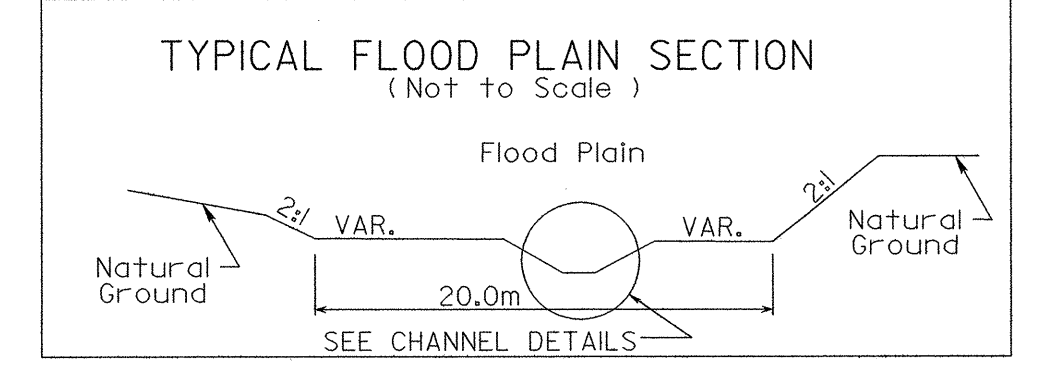 TYPICAL FLOOD PLAIN SECTION
(Not to Scale )
Flood Plain
2:1
2:1
VAR.
VAR.
Natural
Ground
Natural
Ground
20.0m
SEE CHANNEL DETAILS